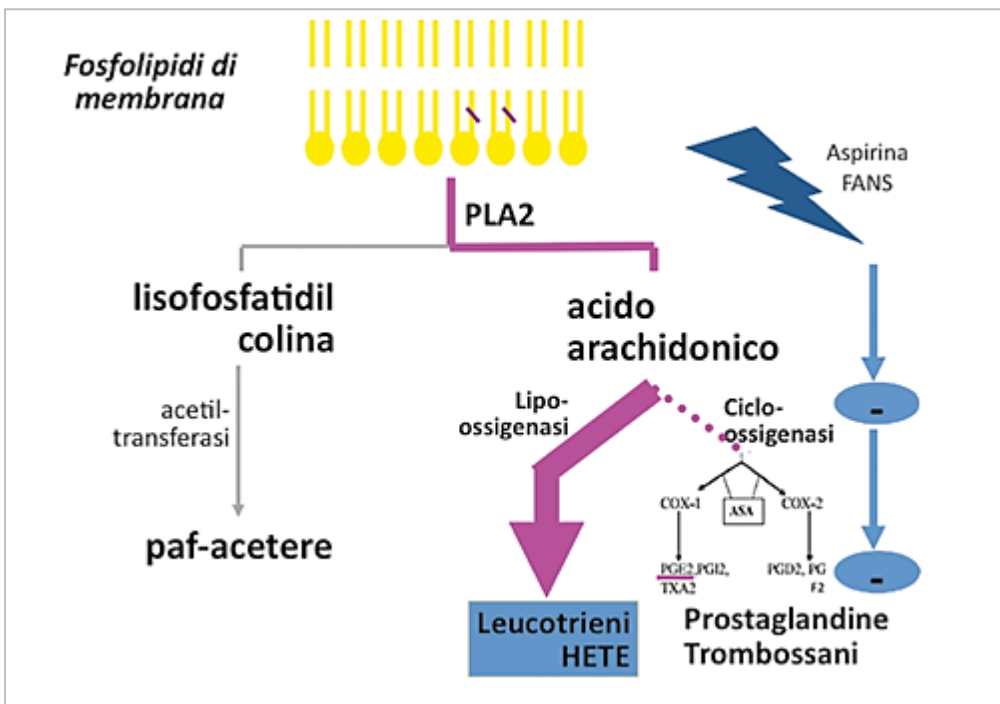 Fosfolipidi di
membrana
Aspirina
FANS
PLA2
lisofosfatidil
colina
acido
arachidonico
acetil-
transferasi
Lipo-
ossigenasi
Ciclo-
ossigenasi
COX-1
ASA
COX-2
paf-acetere
PGE2,PGI2,
TXA2
PGD2, PG
F2
-
-
Leucotrieni
HETE
Prostaglandine
Trombossani